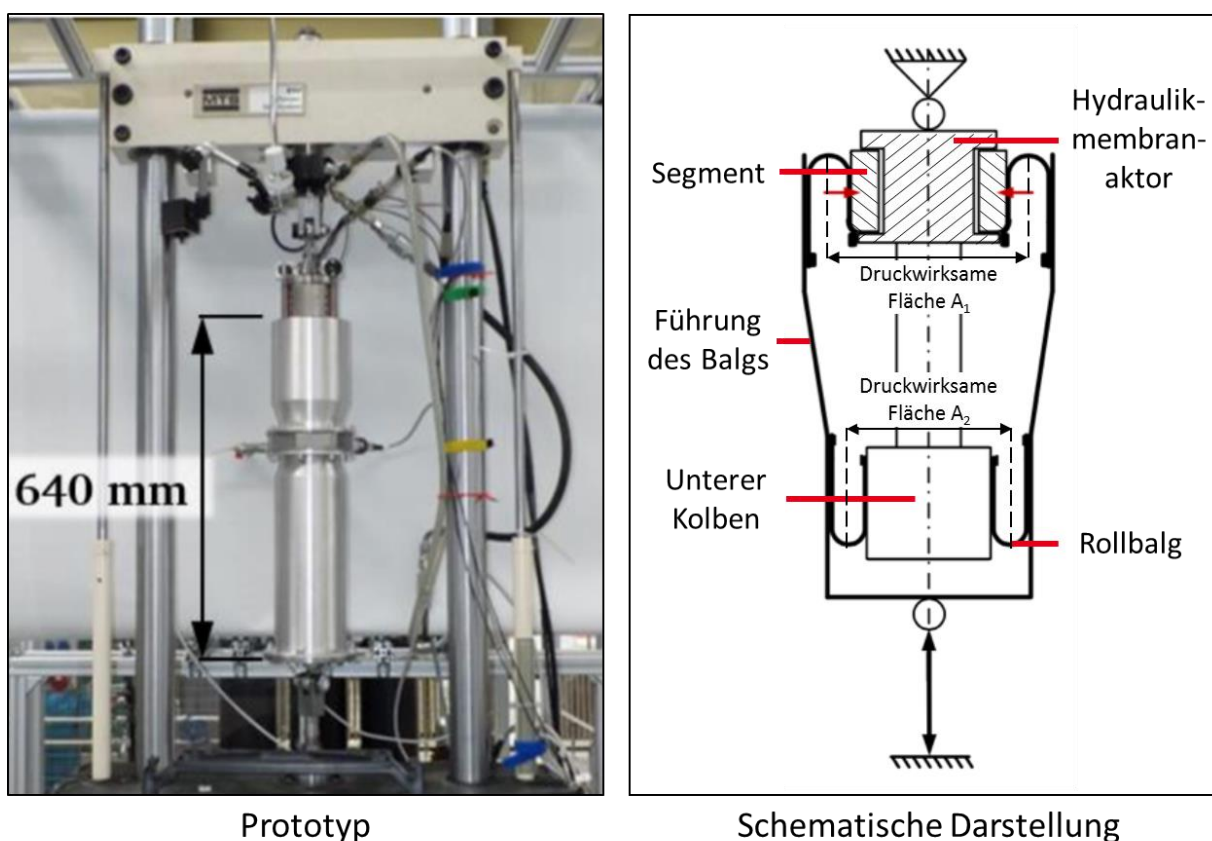 MTS
640 mm
Segment
Hydraulik-
membran-
aktor
Druckwirksame
Fläche A₁
Führung
des Balgs
Druckwirksame
Fläche A₂
Unterer
Kolben
Rollbalg
Prototyp
Schematische Darstellung